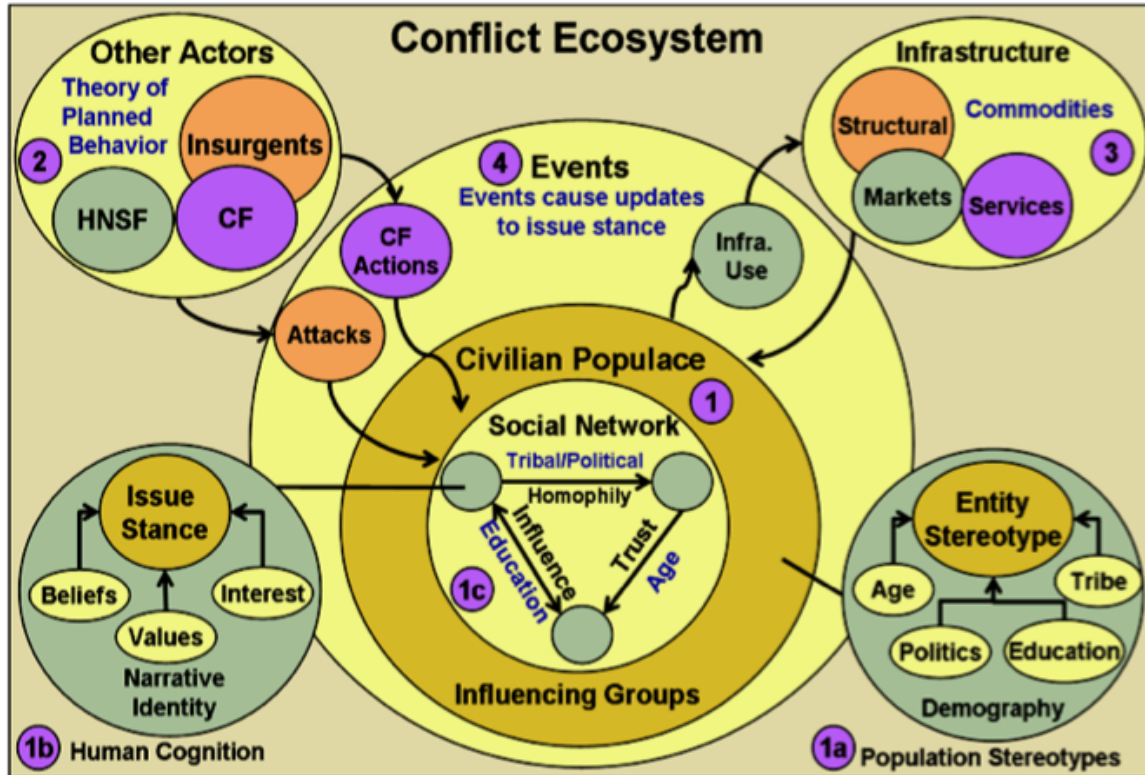 Conflict Ecosystem
Other Actors
Theory of
Planned
Behavior
2
Insurgents
HNSF
CF
Infrastructure
Commodities
Structural
3
Markets
Services
4
Events
Events cause updates
to issue stance
CF
Actions
Infra.
Use
Attacks
Civilian Populace
1
Social Network
Tribal/Political
Homophily
Influence
Education
Trust
Age
1c
Influencing Groups
Issue
Stance
Beliefs
Interest
Values
Narrative
Identity
1b
Human Cognition
Entity
Stereotype
Age
Tribe
Politics
Education
Demography
1a
Population Stereotypes